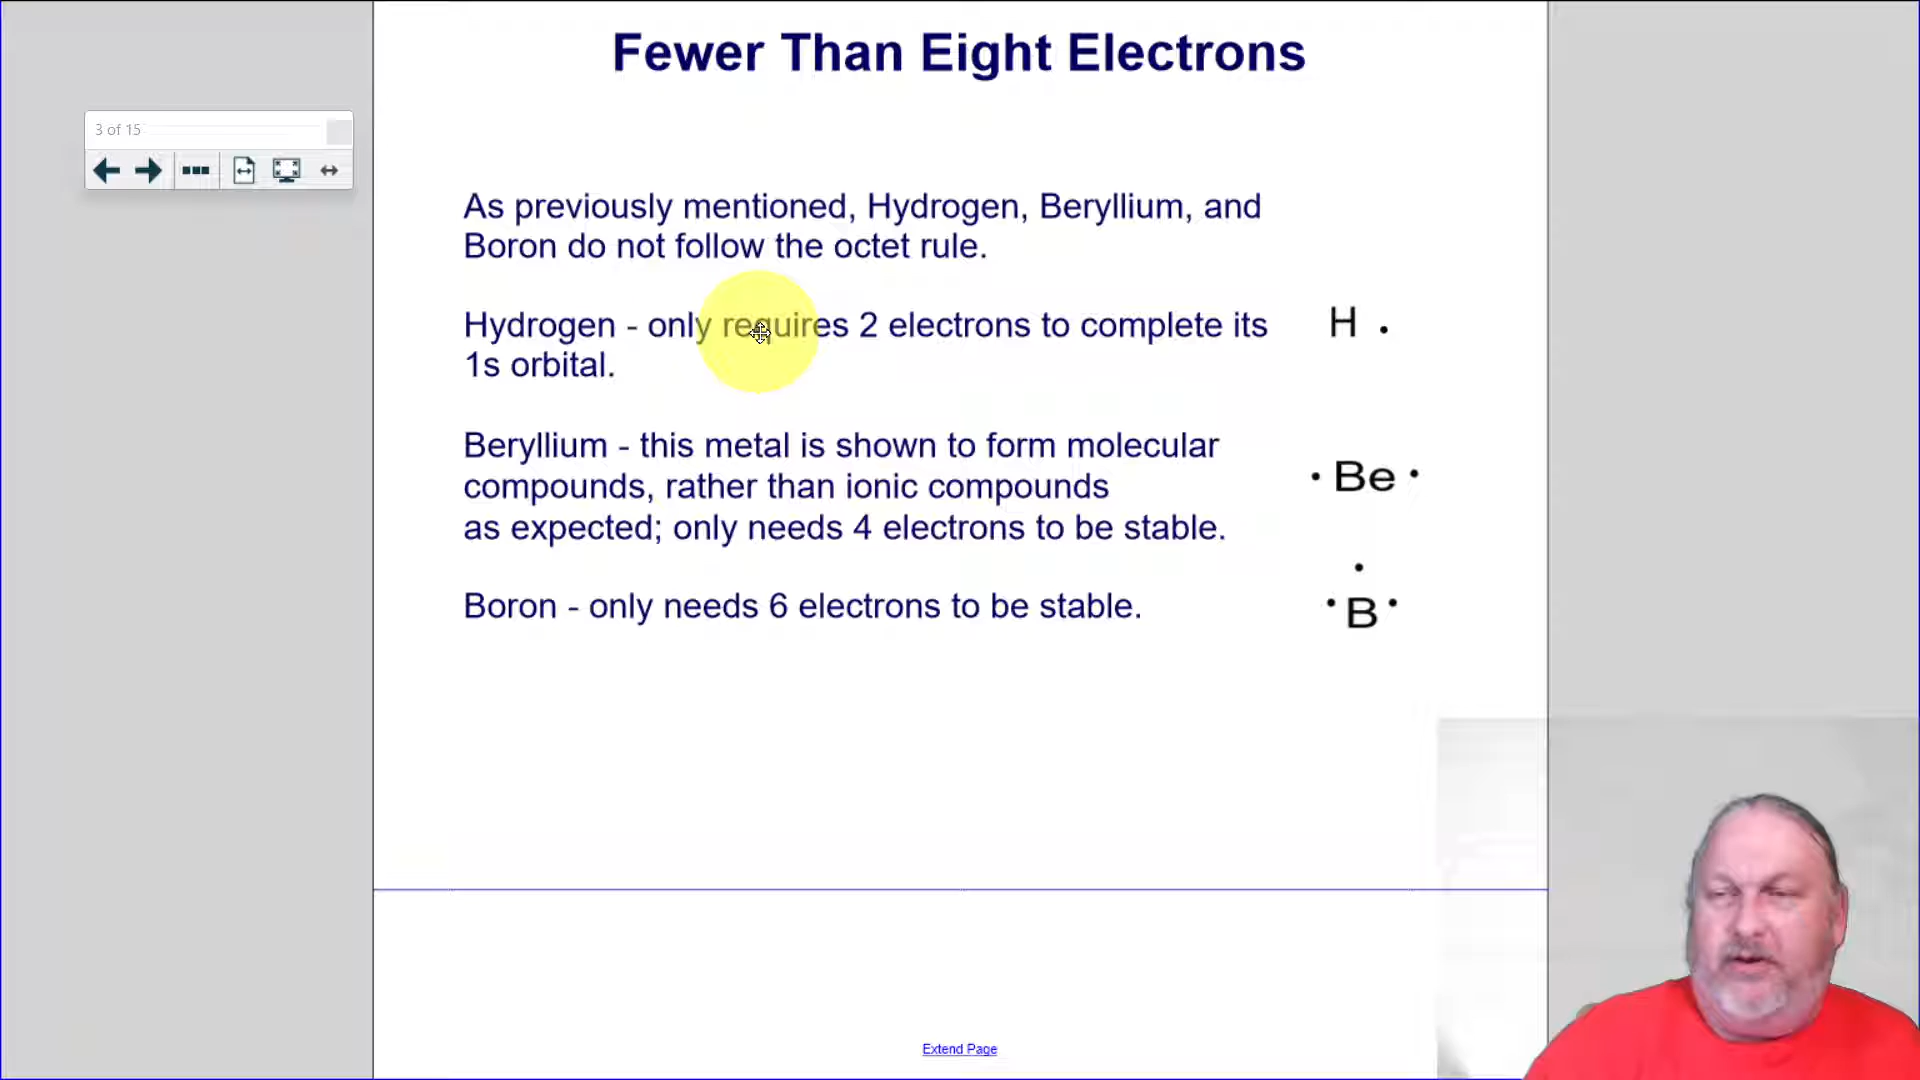 Fewer Than Eight Electrons
3 of 15
As previously mentioned, Hydrogen, Beryllium, and
Boron do not follow the octet rule.
Hydrogen - only requires 2 electrons to complete its
1s orbital.
H
Beryllium - this metal is shown to form molecular
compounds, rather than ionic compounds
as expected; only needs 4 electrons to be stable.
Be
Boron - only needs 6 electrons to be stable.
B
Extend Page